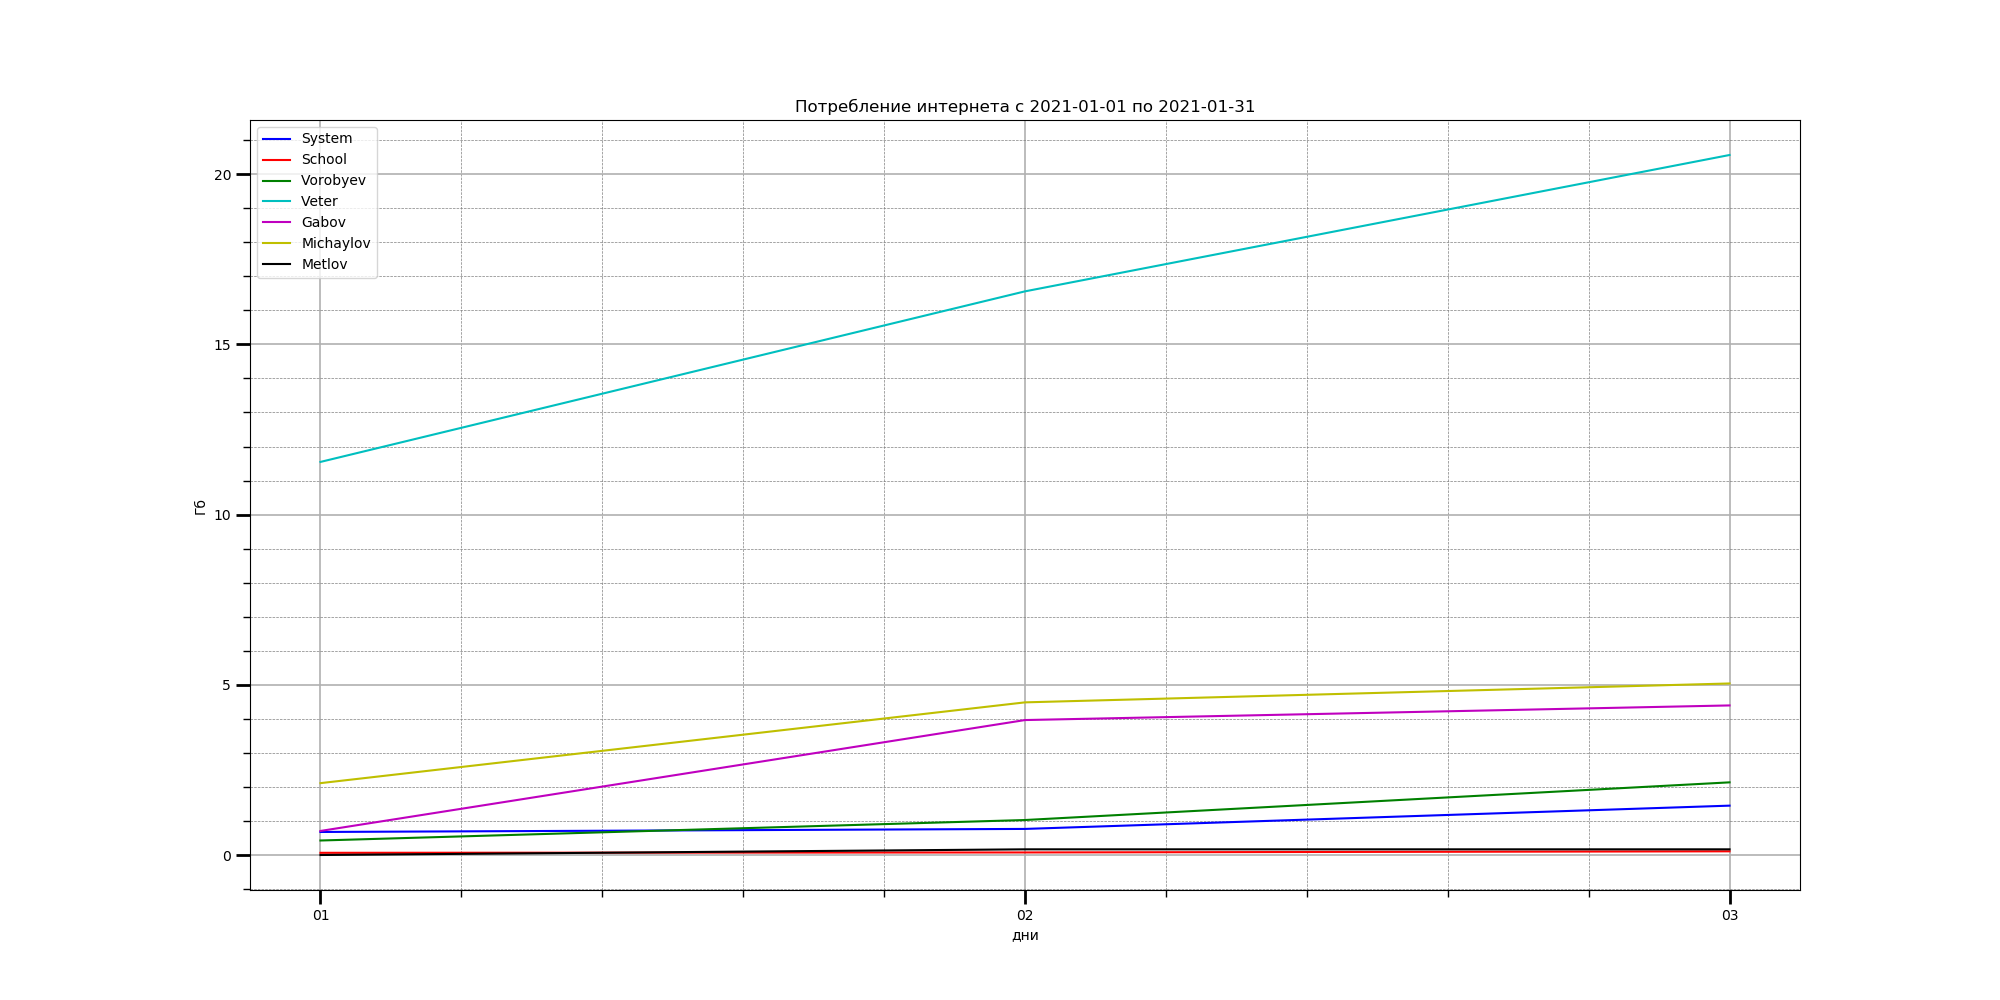 Потребление интернета с 2021-01-01 по 2021-01-31
System
School
Vorobyev
Veter
Gabov
Michaylov
Metlov
20
15
10
5
0
Гб
01 02 03
дни